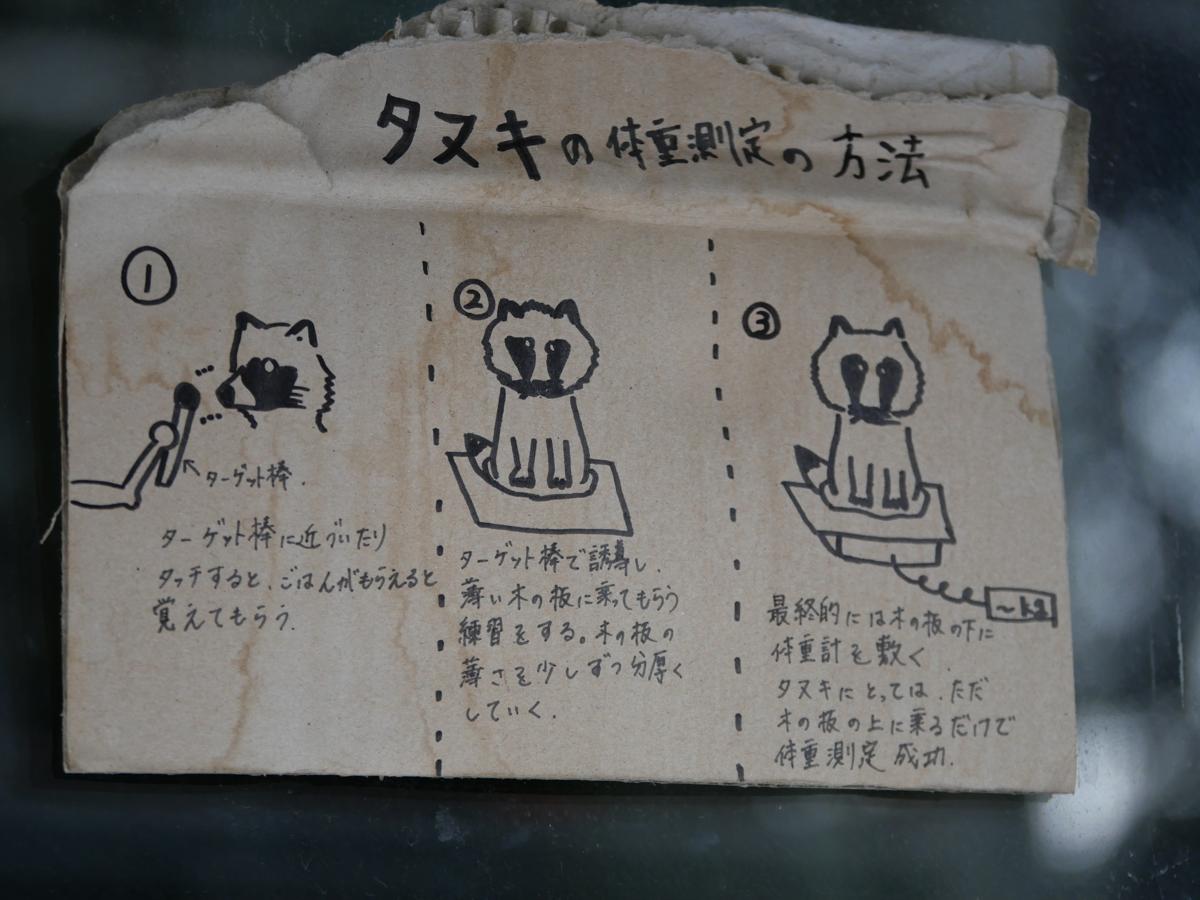 タヌキの体重測定の方法
①
ターゲット棒.
ターゲット棒に近づいたり
タッチすると、ごはんがもらえると
覚えてもらう.
②
ターゲット棒で誘導し、
薄い木の板に乗ってもらう
練習をする。木の板の
薄さを少しずつ分厚く
していく.
③
~kg
最終的には木の板の下に
体重計を敷く
タヌキにとっては、ただ
木の板の上に乗るだけで
体重測定成功.